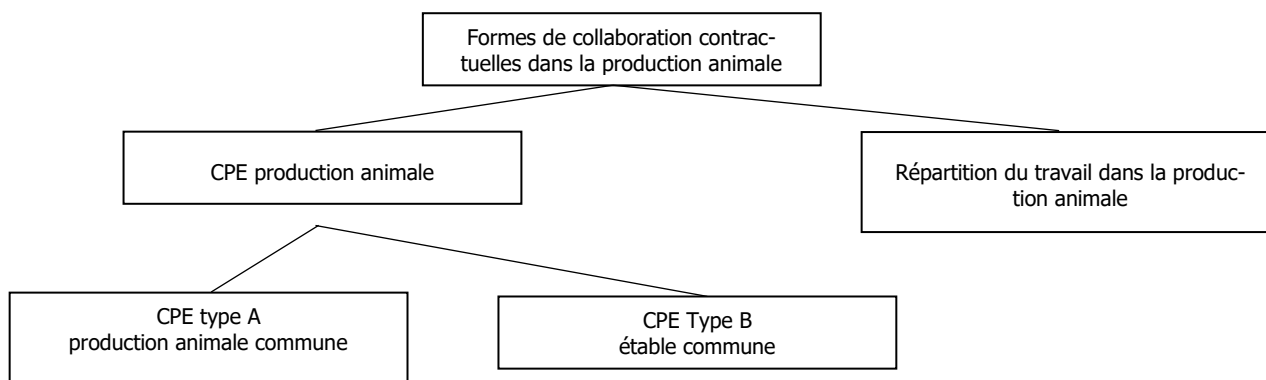 Formes de collaboration contrac-
tuelles dans la production animale
CPE production animale
Répartition du travail dans la produc-
tion animale
CPE type A
production animale commune
CPE Type B
étable commune